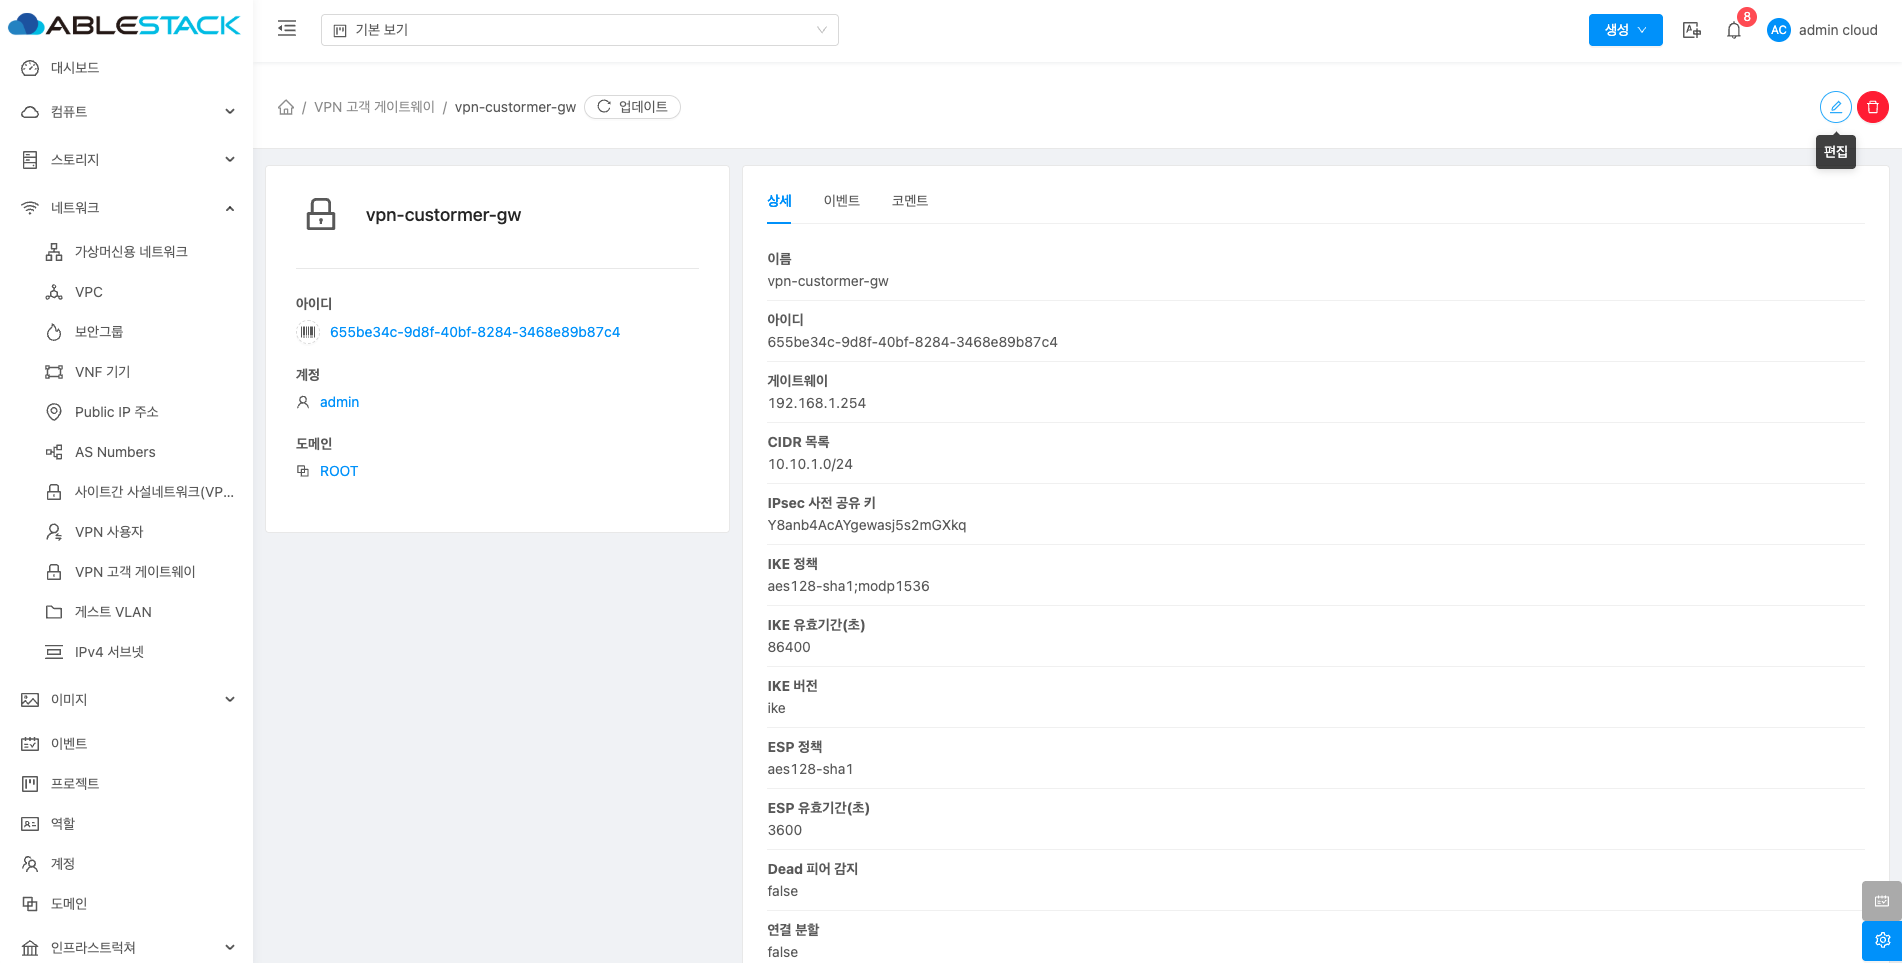 ABLESTACK
기본 보기
생성
8
AC
admin cloud
대시보드
컴퓨트
스토리지
네트워크
가상머신용 네트워크
VPC
보안그룹
VNF 기기
Public IP 주소
AS Numbers
사이트간 사설네트워크(VP...
VPN 사용자
VPN 고객 게이트웨이
게스트 VLAN
IPv4 서브넷
이미지
이벤트
프로젝트
역할
계정
도메인
인프라스트럭쳐
/ VPN 고객 게이트웨이 / vpn-custormer-gw
업데이트
편집
vpn-custormer-gw
아이디
655be34c-9d8f-40bf-8284-3468e89b87c4
계정
admin
도메인
ROOT
상세
이벤트
코멘트
이름
vpn-custormer-gw
아이디
655be34c-9d8f-40bf-8284-3468e89b87c4
게이트웨이
192.168.1.254
CIDR 목록
10.10.1.0/24
IPsec 사전 공유 키
Y8anb4AcAYgewasj5s2mGXkq
IKE 정책
aes128-sha1;modp1536
IKE 유효기간(초)
86400
IKE 버전
ike
ESP 정책
aes128-sha1
ESP 유효기간(초)
3600
Dead 피어 감지
false
연결 분할
false